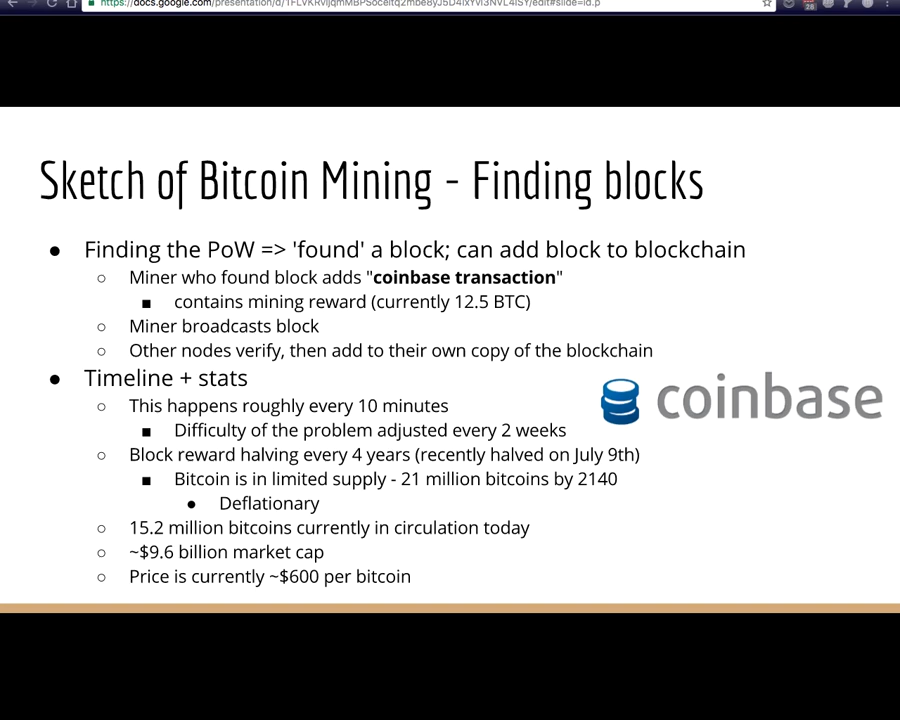 Sketch of Bitcoin Mining - Finding blocks
● Finding the PoW => 'found' a block; can add block to blockchain
○ Miner who found block adds "coinbase transaction"
■ contains mining reward (currently 12.5 BTC)
○ Miner broadcasts block
○ Other nodes verify, then add to their own copy of the blockchain
● Timeline + stats
coinbase
○ This happens roughly every 10 minutes
■ Difficulty of the problem adjusted every 2 weeks
○ Block reward halving every 4 years (recently halved on July 9th)
■ Bitcoin is in limited supply - 21 million bitcoins by 2140
● Deflationary
○ 15.2 million bitcoins currently in circulation today
○ ~$9.6 billion market cap
○ Price is currently ~$600 per bitcoin